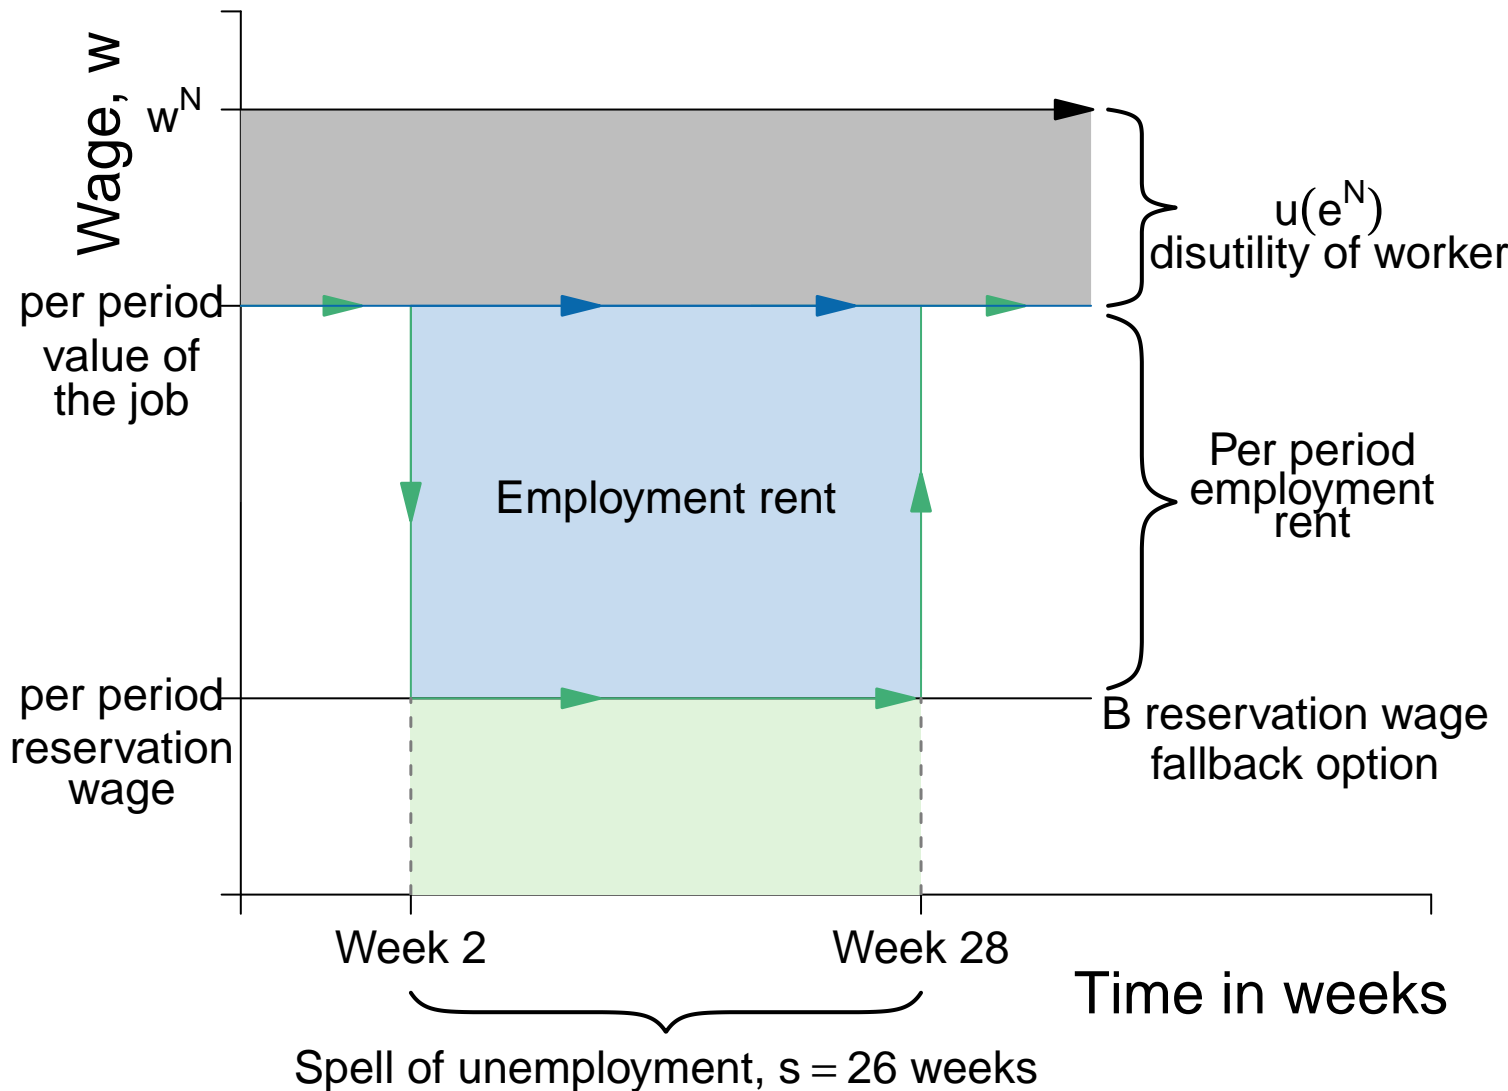 Wage, w
w^N
per period
value of
the job
per period
reservation
wage
u(e^N)
disutility of worker
Employment rent
Per period
employment
rent
B reservation wage
fallback option
Week 2
Week 28
Time in weeks
Spell of unemployment, s = 26 weeks